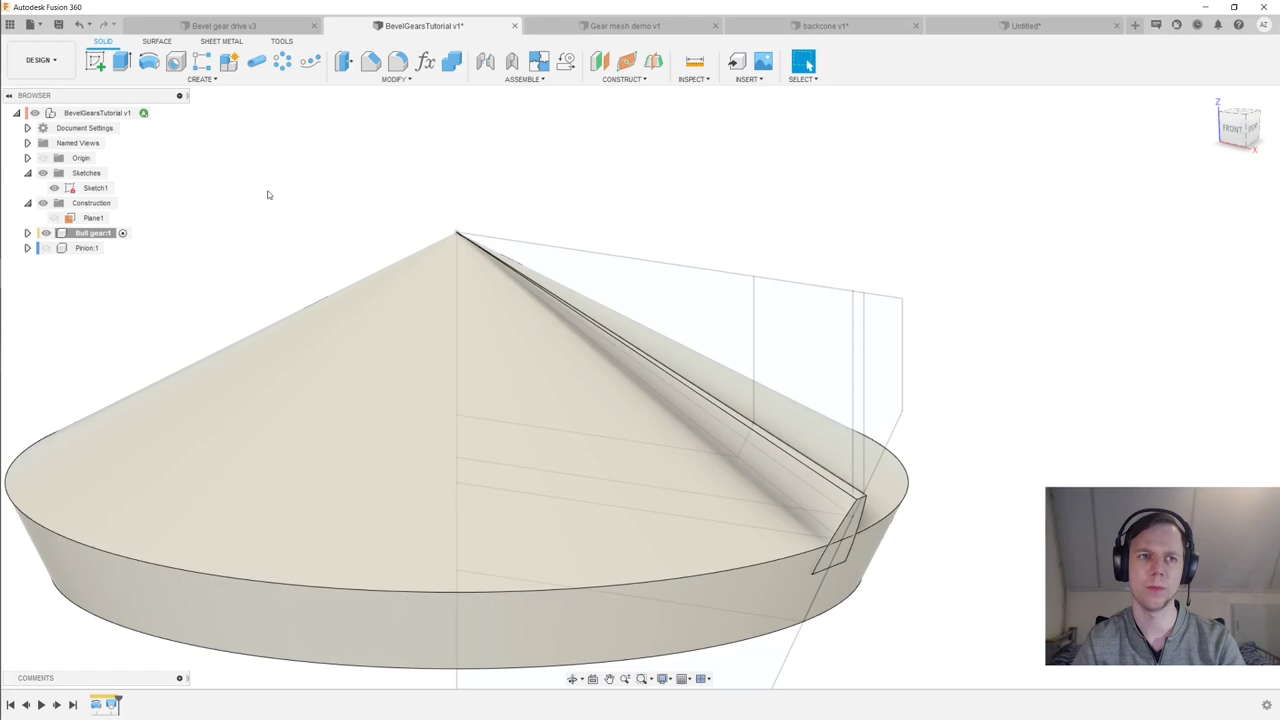 Autodesk Fusion 360
Bevel gear drive v3
BevelGearsTutorial v1*
Gear mesh demo v1
backcone v1*
Untitled*
AZ
DESIGN
SOLID
SURFACE
SHEET METAL
TOOLS
CREATE
MODIFY
ASSEMBLE
CONSTRUCT
INSPECT
INSERT
SELECT
BROWSER
BevelGearsTutorial v1
Document Settings
Named Views
Origin
Sketches
Sketch1
Construction
Plane1
Bull gear:1
Pinion:1
Z
FRONT
X
COMMENTS